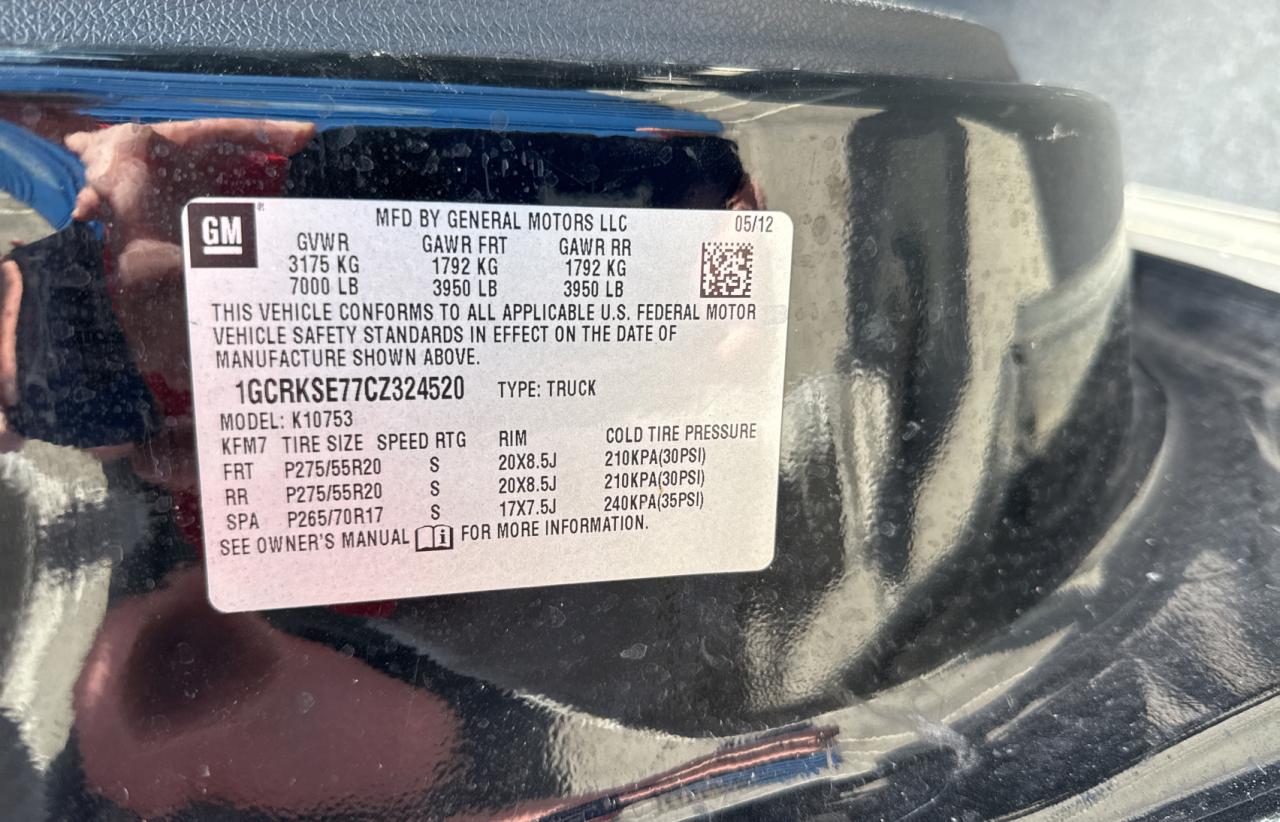 GM
MFD BY GENERAL MOTORS LLC 05/12
GVWR GAWR FRT GAWR RR
3175 KG 1792 KG 1792 KG
7000 LB 3950 LB 3950 LB
THIS VEHICLE CONFORMS TO ALL APPLICABLE U.S. FEDERAL MOTOR
VEHICLE SAFETY STANDARDS IN EFFECT ON THE DATE OF
MANUFACTURE SHOWN ABOVE.
1GCRKSE77CZ324520 TYPE: TRUCK
MODEL: K10753
KFM7 TIRE SIZE SPEED RTG RIM COLD TIRE PRESSURE
FRT P275/55R20 S 20X8.5J 210KPA(30PSI)
RR P275/55R20 S 20X8.5J 210KPA(30PSI)
SPA P265/70R17 S 17X7.5J 240KPA(35PSI)
SEE OWNER'S MANUAL i FOR MORE INFORMATION.